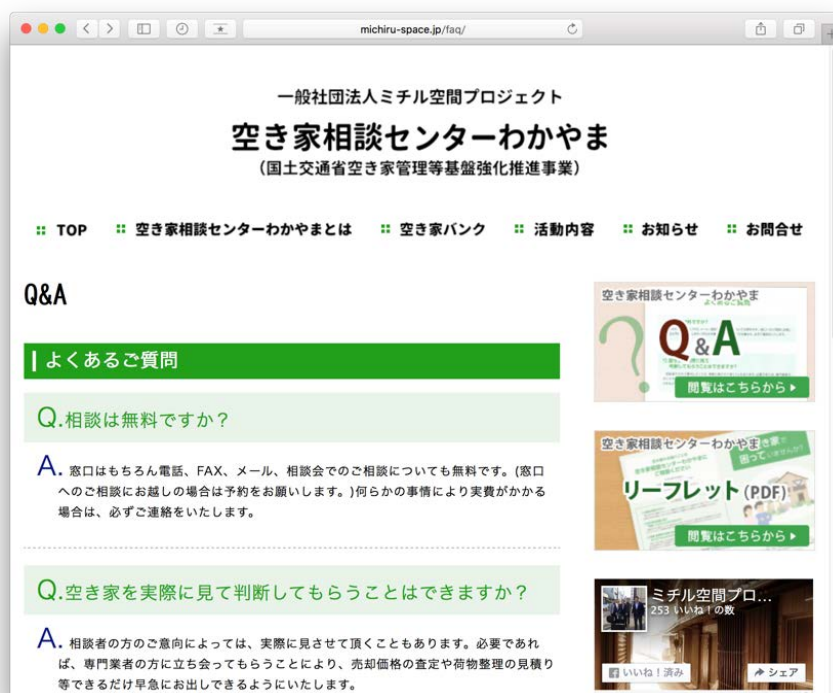 michiru-space.jp/faq/
一般社団法人ミチル空間プロジェクト
空き家相談センターわかやま
(国土交通省空き家管理等基盤強化推進事業)
TOP 空き家相談センターわかやまとは 空き家バンク 活動内容 お知らせ お問合せ
Q&A
よくあるご質問
Q.相談は無料ですか?
A. 窓口はもちろん電話、FAX、メール、相談会でのご相談についても無料です。(窓口
へのご相談にお越しの場合は予約をお願いします。)何らかの事情により実費がかかる
場合は、必ずご連絡をいたします。
Q.空き家を実際に見て判断してもらうことはできますか?
A. 相談者の方のご意向によっては、実際に見させて頂くこともあります。必要であれ
ば、専門業者の方に立ち会ってもらうことにより、売却価格の査定や荷物整理の見積り
等できるだけ早急にお出しできるようにいたします。
空き家相談センターわかやま
?
Q&A
閲覧はこちらから
空き家相談センターわかやま
リーフレット(PDF)
閲覧はこちらから
ミチル空間プロ...
253 いいね!の数
いいね!済み
シェア